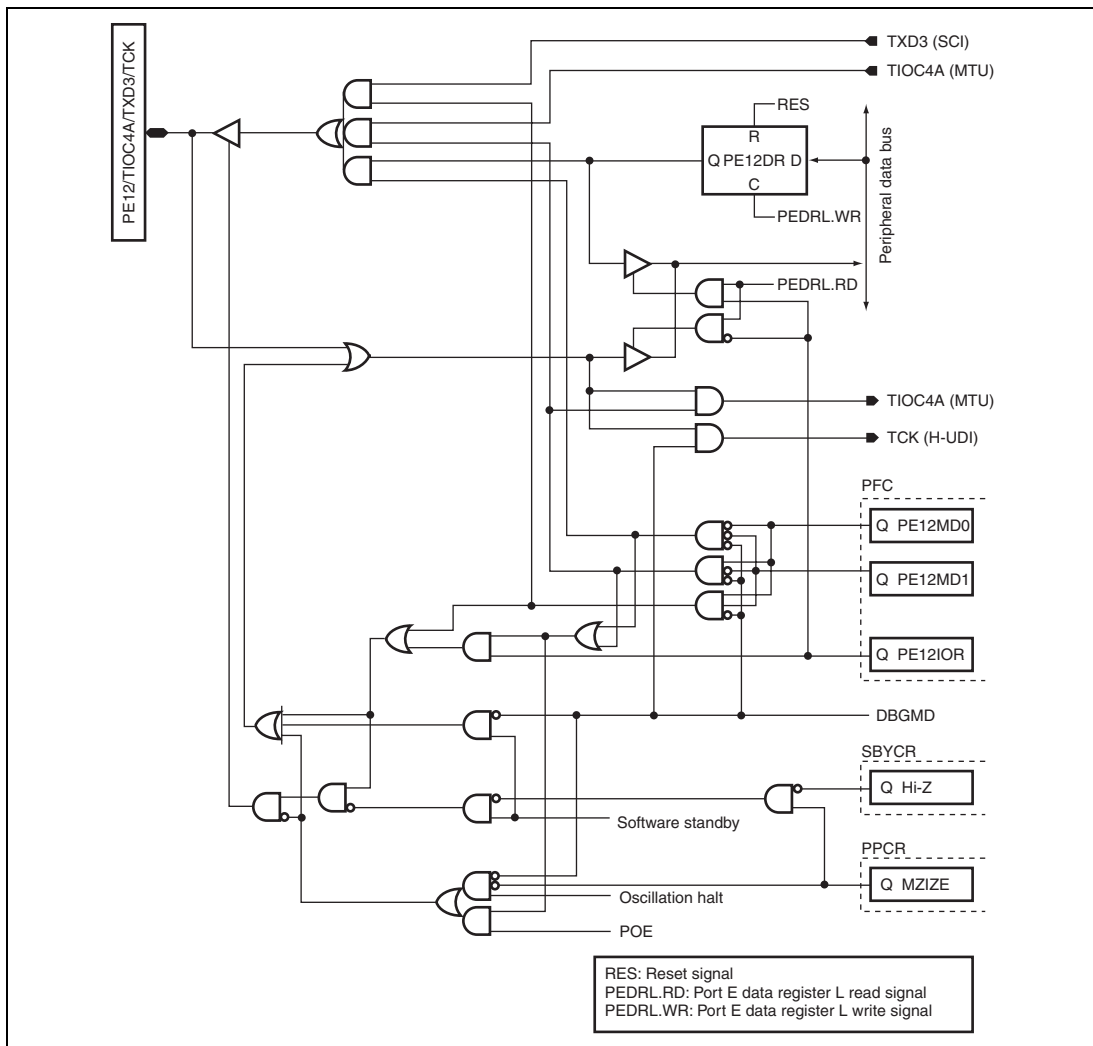 PE12/TIOC4A/TXD3/TCK
TXD3 (SCI)
TIOC4A (MTU)
RES
R
Q PE12DR D
C
PEDRL.WR
Peripheral data bus
PEDRL.RD
TIOC4A (MTU)
TCK (H-UDI)
PFC
Q PE12MD0
Q PE12MD1
Q PE12IOR
DBGMD
SBYCR
Q Hi-Z
Software standby
PPCR
Q MZIZE
Oscillation halt
POE
RES: Reset signal
PEDRL.RD: Port E data register L read signal
PEDRL.WR: Port E data register L write signal